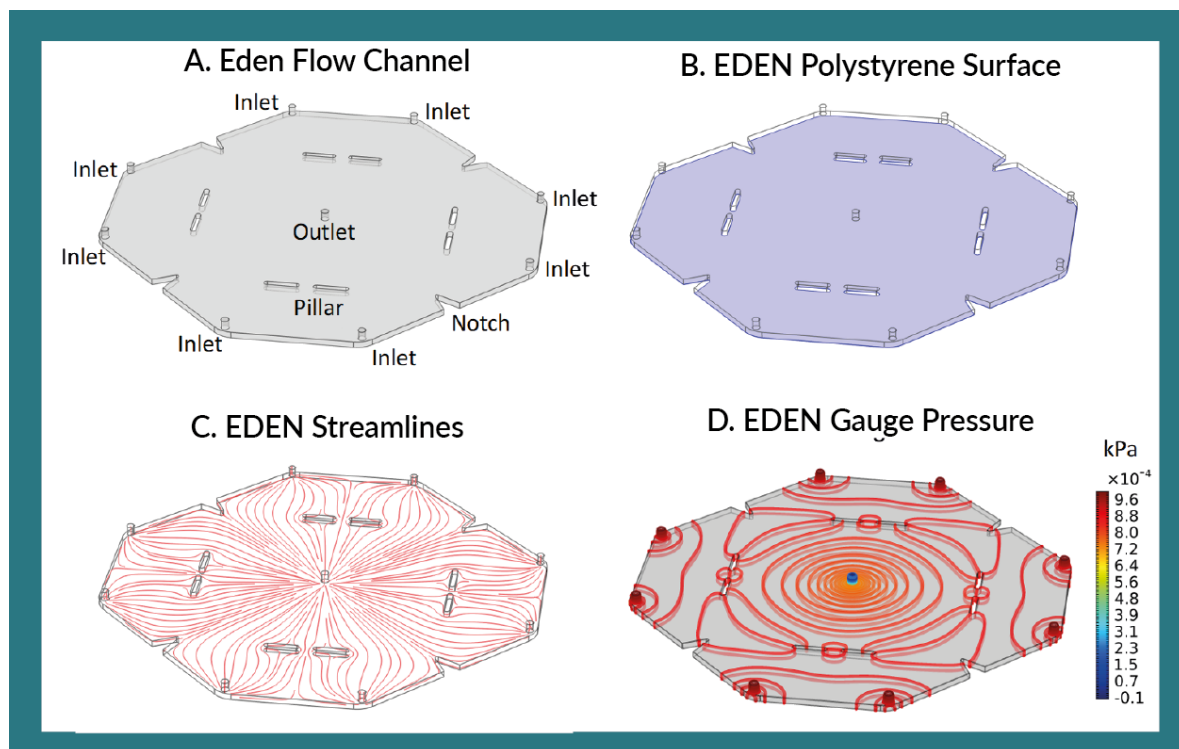 A. Eden Flow Channel
B. EDEN Polystyrene Surface
Inlet
Inlet
Inlet
Inlet
Outlet
Inlet
Inlet
Pillar
Notch
Inlet
Inlet
C. EDEN Streamlines
D. EDEN Gauge Pressure
kPa
×10⁻⁴
9.6
8.8
8.0
7.2
6.4
5.6
4.8
3.9
3.1
2.3
1.5
0.7
-0.1